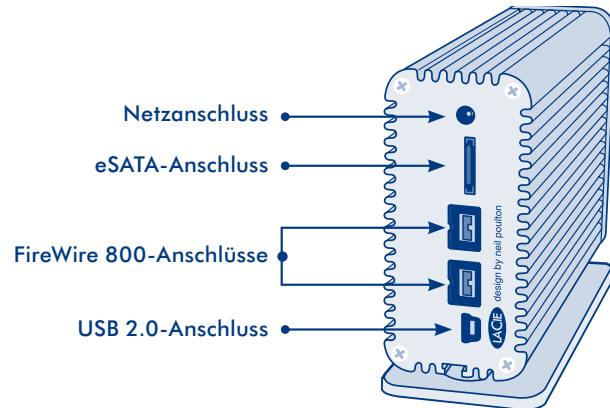 Netzanschluss
eSATA-Anschluss
FireWire 800-Anschlüsse
USB 2.0-Anschluss
design by neil poulton
LACIE